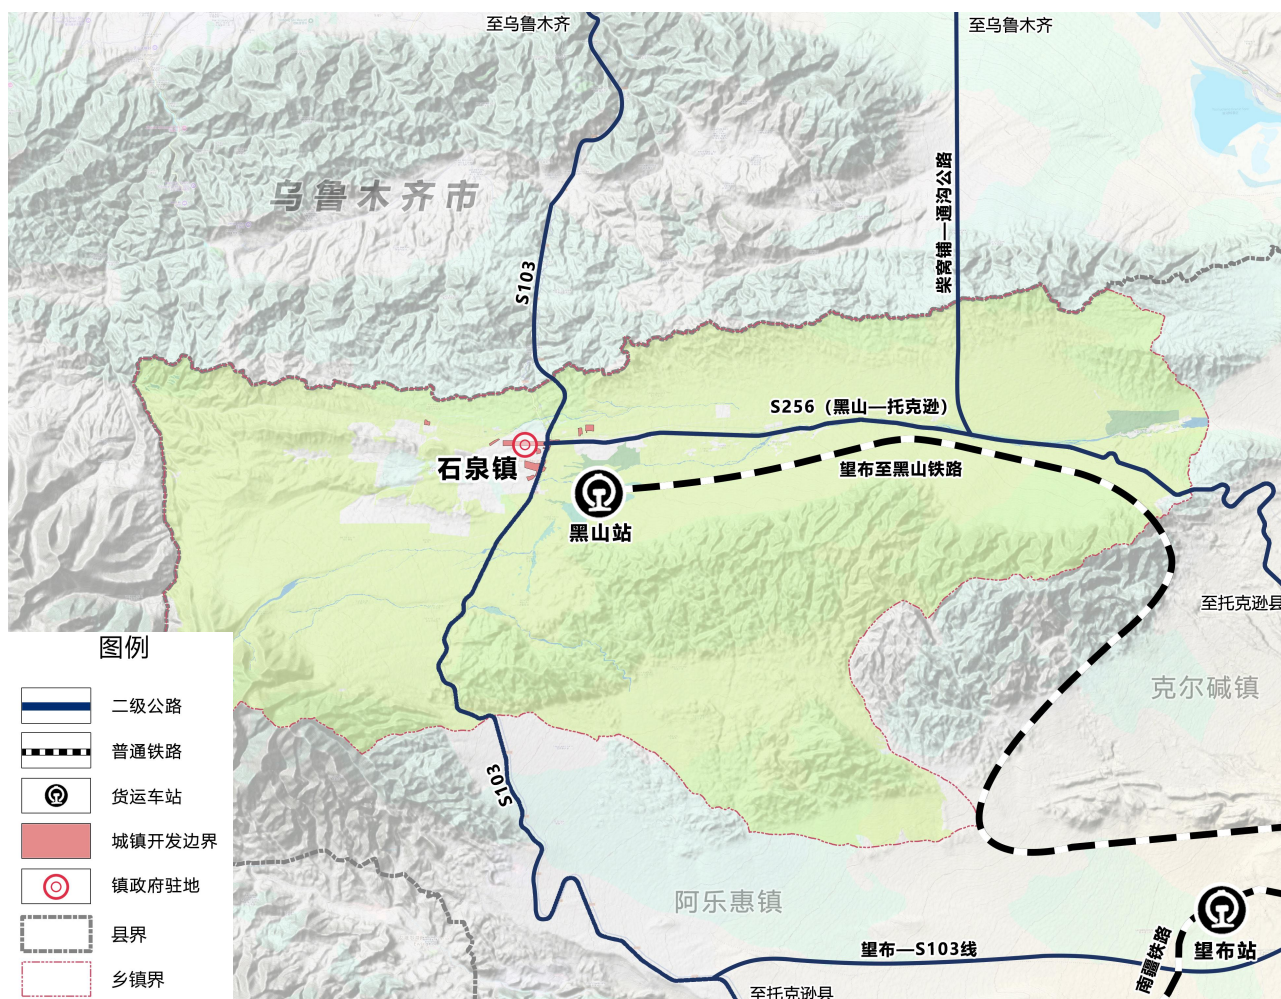 至乌鲁木齐
至乌鲁木齐
乌鲁木齐市
柴窝铺—通沟公路
S103
S256（黑山—托克逊）
石泉镇
望布至黑山铁路
黑山站
至托克逊县
克尔碱镇
S103
阿乐惠镇
望布—S103线
望布站
南疆铁路
至托克逊县
图例
二级公路
普通铁路
货运车站
城镇开发边界
镇政府驻地
县界
乡镇界